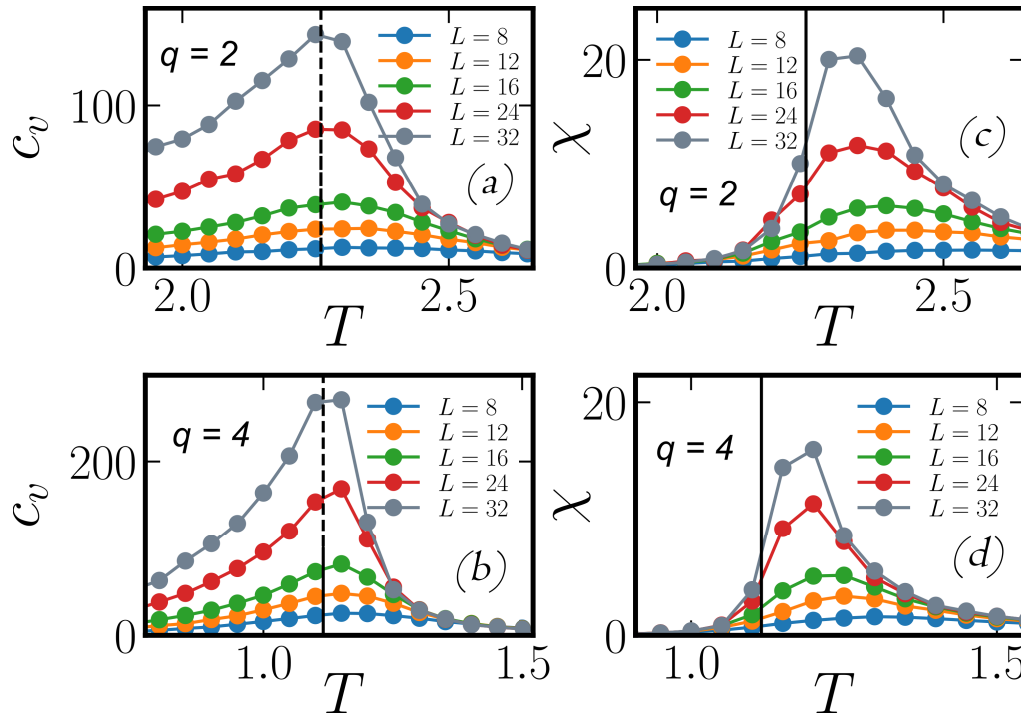 c_v
100
0
q = 2
L = 8
L = 12
L = 16
L = 24
L = 32
(a)
2.0
2.5
T
χ
20
0
L = 8
L = 12
L = 16
L = 24
L = 32
q = 2
(c)
2.0
2.5
T
c_v
200
0
q = 4
L = 8
L = 12
L = 16
L = 24
L = 32
(b)
1.0
1.5
T
χ
20
0
q = 4
L = 8
L = 12
L = 16
L = 24
L = 32
(d)
1.0
1.5
T